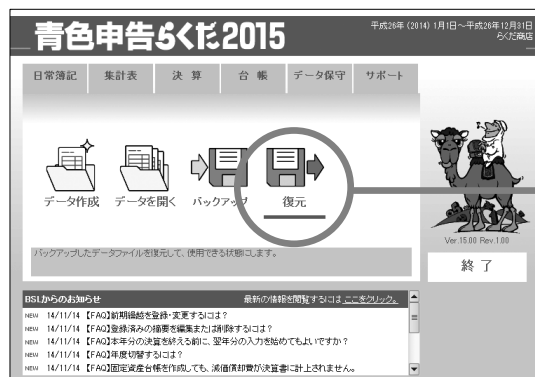 青色申告らくだ2015
平成26年 (2014) 1月1日～平成26年12月31日
らくだ商店
日常簿記 集計表 決 算 台 帳 データ保守 サポート
データ作成 データを開く バックアップ 復元
バックアップしたデータファイルを復元して、使用できる状態にします。
Ver.15.00 Rev.1.00
終 了
BSLからのお知らせ 最新の情報を閲覧するには ここをクリック。
NEW 14/11/14 【FAQ】前期繰越を登録・変更するには？
NEW 14/11/14 【FAQ】登録済みの摘要を編集または削除するには？
NEW 14/11/14 【FAQ】本年分の決算を終える前に、翌年分の入力を始めてもよいですか？
NEW 14/11/14 【FAQ】年度切替するには？
NEW 14/11/14 【FAQ】固定資産台帳を作成しても、減価償却費が決算書に計上されません。